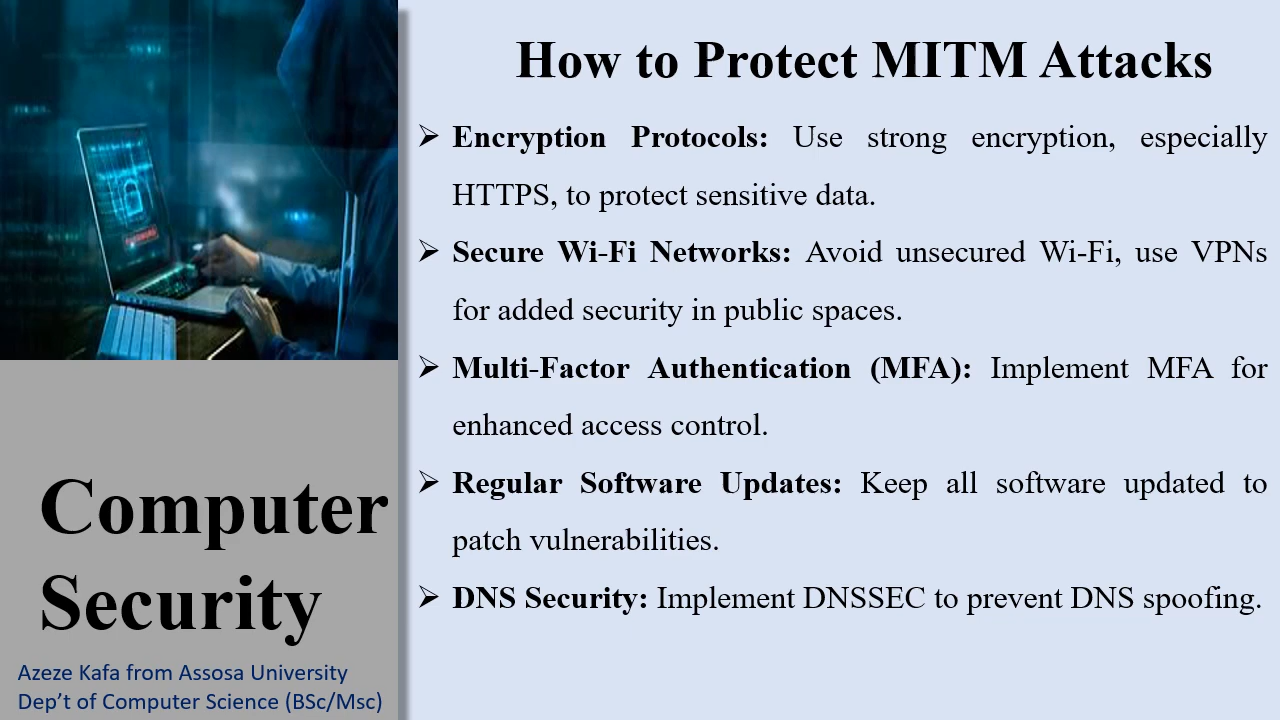 How to Protect MITM Attacks
➢ Encryption Protocols: Use strong encryption, especially
HTTPS, to protect sensitive data.
➢ Secure Wi-Fi Networks: Avoid unsecured Wi-Fi, use VPNs
for added security in public spaces.
➢ Multi-Factor Authentication (MFA): Implement MFA for
enhanced access control.
➢ Regular Software Updates: Keep all software updated to
patch vulnerabilities.
➢ DNS Security: Implement DNSSEC to prevent DNS spoofing.
Computer
Security
Azeze Kafa from Assosa University
Dep’t of Computer Science (BSc/Msc)